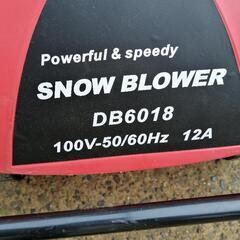 Powerful & speedy
SNOW BLOWER
DB6018
100V-50/60Hz 12A